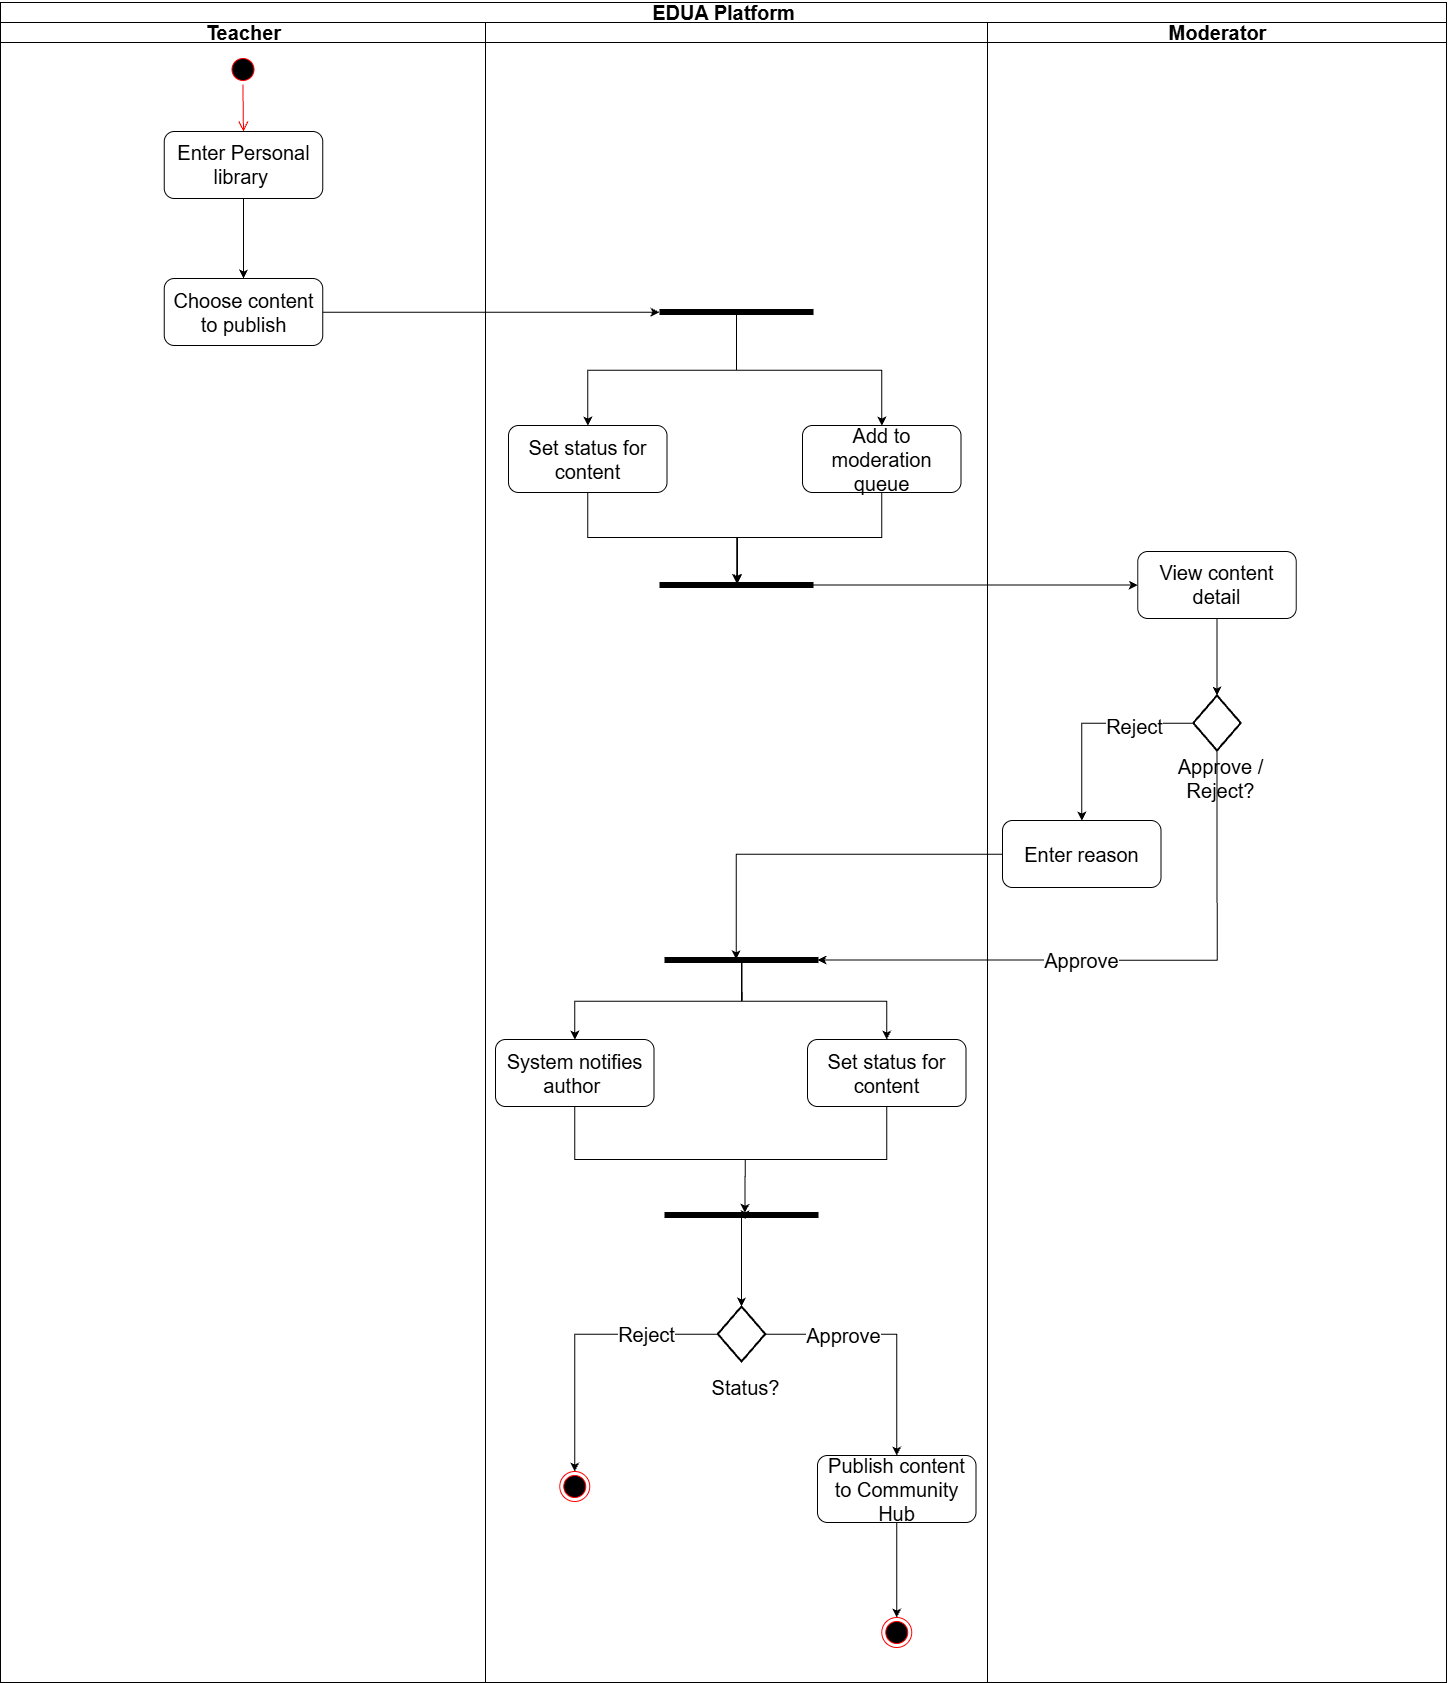 EDUA Platform
Teacher
Moderator
Enter Personal
library
Choose content
to publish
Set status for
content
Add to
moderation
queue
View content
detail
Reject
Approve /
Reject?
Enter reason
Approve
System notifies
author
Set status for
content
Reject
Approve
Status?
Publish content
to Community
Hub